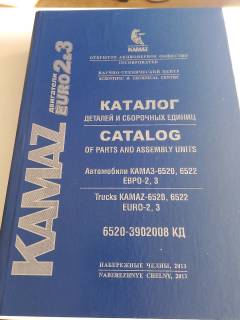 KAMAZ
ОТКРЫТОЕ АКЦИОНЕРНОЕ ОБЩЕСТВО
INCORPORATED
НАУЧНО-ТЕХНИЧЕСКИЙ ЦЕНТР
SCIENTIFIC & TECHNICAL CENTRE
КАТАЛОГ
ДЕТАЛЕЙ И СБОРОЧНЫХ ЕДИНИЦ
CATALOG
OF PARTS AND ASSEMBLY UNITS
Автомобили КАМАЗ-6520, 6522
ЕВРО-2, 3
Trucks KAMAZ-6520, 6522
EURO-2, 3
6520-3902008 КД
НАБЕРЕЖНЫЕ ЧЕЛНЫ, 2013
NABEREZHNYE CHELNY, 2013
KAMAZ
двигатели
EURO 2&3